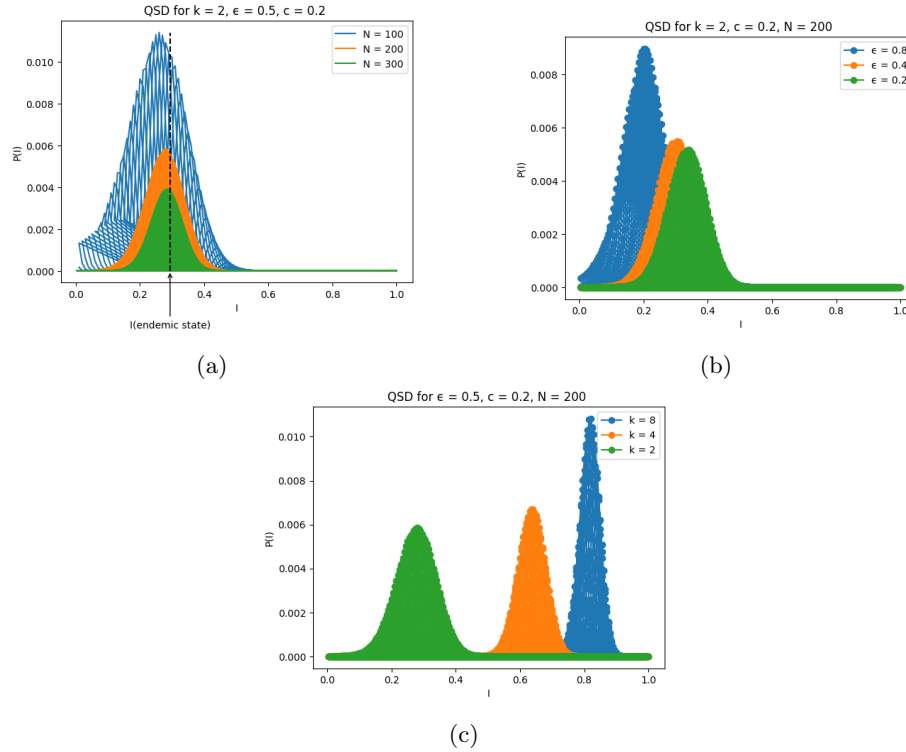 QSD for k = 2, ϵ = 0.5, c = 0.2
N = 100
N = 200
N = 300
P(I)
0.010
0.008
0.006
0.004
0.002
0.000
0.0 0.2 0.4 0.6 0.8 1.0
I
I(endemic state)
(a)
QSD for k = 2, c = 0.2, N = 200
ϵ = 0.8
ϵ = 0.4
ϵ = 0.2
P(I)
0.008
0.006
0.004
0.002
0.000
0.0 0.2 0.4 0.6 0.8 1.0
I
(b)
QSD for ϵ = 0.5, c = 0.2, N = 200
k = 8
k = 4
k = 2
P(I)
0.010
0.008
0.006
0.004
0.002
0.000
0.0 0.2 0.4 0.6 0.8 1.0
I
(c)